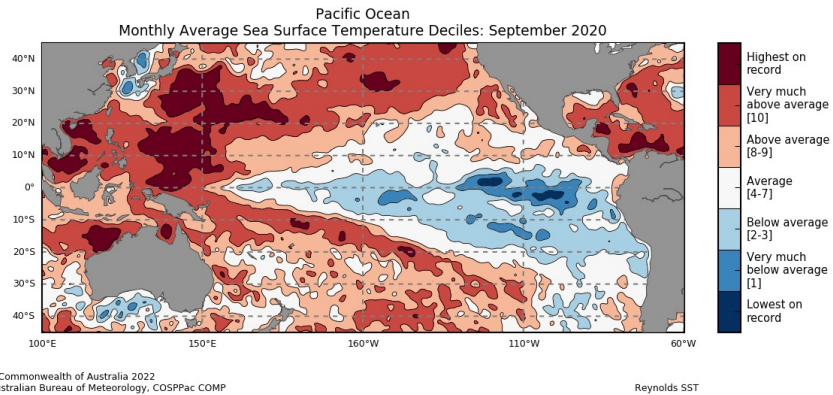 Pacific Ocean
Monthly Average Sea Surface Temperature Deciles: September 2020
40°N
30°N
20°N
10°N
0°
10°S
20°S
30°S
40°S
100°E
150°E
160°W
110°W
60°W
Highest on
record
Very much
above average
[10]
Above average
[8-9]
Average
[4-7]
Below average
[2-3]
Very much
below average
[1]
Lowest on
record
Commonwealth of Australia 2022
stralian Bureau of Meteorology, COSPPac COMP
Reynolds SST